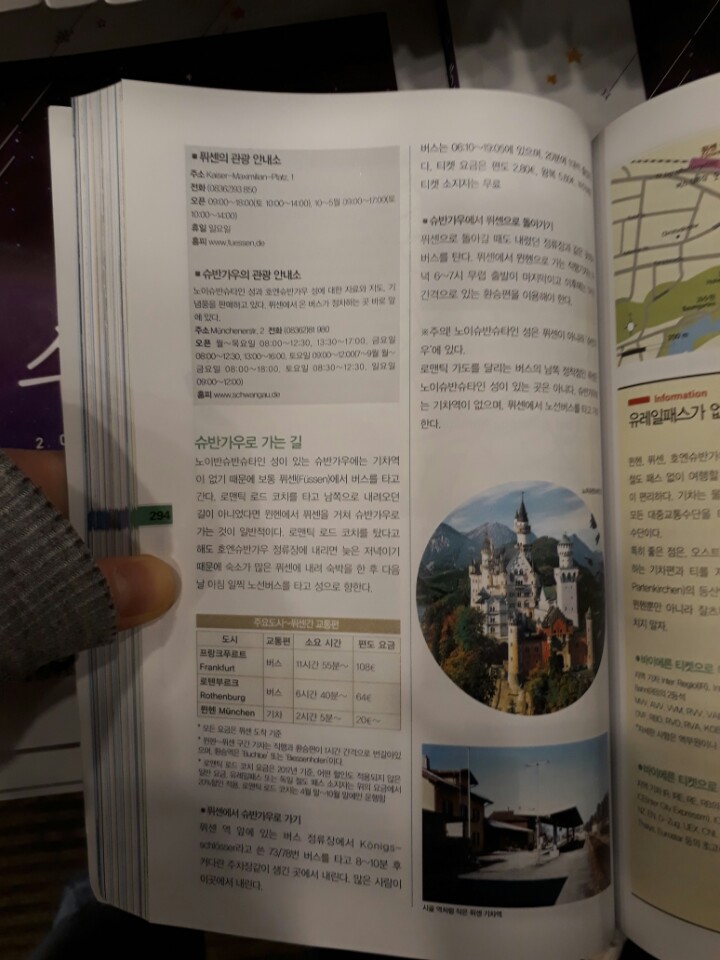 ■ 퓌센의 관광 안내소
주소 Kaiser-Maximilian-Platz, 1
전화 (08362)93 850
오픈 09:00~18:00(토 10:00~14:00), 10~5월 09:00~17:00(토
10:00~14:00)
휴일 일요일
홈피 www.fuessen.de
■ 슈반가우의 관광 안내소
노이슈반슈타인 성과 호엔슈반가우 성에 대한 자료와 지도, 기
념품을 판매하고 있다. 퓌센에서 온 버스가 정차하는 곳 바로 앞
에 있다.
주소 Münchenerstr, 2 전화 (08362)81 980
오픈 월~목요일 08:00~12:30, 13:30~17:00, 금요일
08:00~12:30, 13:00~16:00, 토요일 09:00~12:00(7~9월 월~
금요일 08:00~18:00, 토요일 08:30~12:30, 일요일
09:00~12:00)
홈피 www.schwangau.de
슈반가우로 가는 길
노이반슈반슈타인 성이 있는 슈반가우에는 기차역
이 없기 때문에 보통 퓌센(Füssen)에서 버스를 타고
간다. 로맨틱 로드 코치를 타고 남쪽으로 내려오던
길이 아니었다면 뮌헨에서 퓌센을 거쳐 슈반가우로
가는 것이 일반적이다. 로맨틱 로드 코치를 탔다고
해도 호엔슈반가우 정류장에 내리면 늦은 저녁이기
때문에 숙소가 많은 퓌센에 내려 숙박을 한 후 다음
날 아침 일찍 노선버스를 타고 성으로 향한다.
294
주요도시~퓌센간 교통편
도시 교통편 소요 시간 편도 요금
프랑크푸르트
Frankfurt 버스 11시간 55분~ 108€
로텐부르크
Rothenburg 버스 6시간 40분~ 64€
뮌헨 München 기차 2시간 5분~ 20€~
* 모든 요금은 퓌센 도착 기준
* 뮌헨~퓌센 구간 기차는 직행과 환승편이 1시간 간격으로 번갈아있
으며, 환승역은 'Buchloe' 또는 'Biessenhofen'이다.
* 로맨틱 로드 코치 요금은 2017년 기준, 어떤 할인도 적용되지 않은
일반 요금, 유레일패스 또는 독일 철도 패스 소지자는 위의 요금에서
20%할인 적용, 로맨틱 로드 코치는 4월 말~10월 말에만 운행함
■ 퓌센에서 슈반가우로 가기
퓌센 역 앞에 있는 버스 정류장에서 Königs-
schlösser라고 쓴 73/78번 버스를 타고 8~10분 후
커다란 주차장같이 생긴 곳에서 내린다. 많은 사람이
이곳에서 내린다.
버스는 06:10~19:05에 있으며, 20분에
다. 티켓 요금은 편도 2.80€, 왕복 5.60€,
티켓 소지자는 무료
■ 슈반가우에서 퓌센으로 돌아가기
퓌센으로 돌아갈 때도 내렸던 정류장과 같은
버스를 탄다. 퓌센에서 뮌헨으로 가는 직행기차는
녁 6~7시 무렵 출발이 마지막이고 이후에는
간격으로 있는 환승편을 이용해야 한다.
※주의! 노이슈반슈타인 성은 퓌센이 아니라
우'에 있다.
로맨틱 가도를 달리는 버스의 남쪽 정착점인
노이슈반슈타인 성이 있는 곳은 아니다.
는 기차역이 없으며, 퓌센에서 노선버스를 타고
한다.
시골 역처럼 작은 퓌센 기차역
Information
유레일패스가 없
뮌헨, 퓌센, 호엔슈반가
철도 패스 없이 여행할
이 편리하다. 기차는 물
모든 대중교통수단을
수단이다.
특히 좋은 점은, 오스트
하는 기차편과 티롤
Partenkirchen)의 등산
뮌헨뿐만 아니라 잘츠
지지 말자.
●바이에른 티켓으로
●바이에른 티켓으로